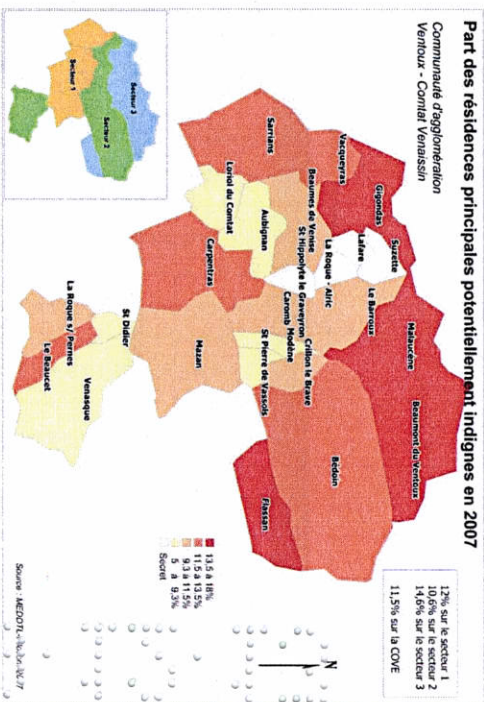 Part des résidences principales potentiellement indignes en 2007
Communauté d'agglomération
Ventoux - Comtat Venaissin
12% sur le secteur 1
10,6% sur le secteur 2
14,6% sur le secteur 3
11,5% sur la COVE
N
Suzette
Gigondas
Lafare
La Roque - Alric
Malaucène
Beaumont du Ventoux
Vacqueyras
Le Barroux
Beaumes de Venise
St Hippolyte le Graveyron
Sarrians
Crillon le Brave
Modène
Caromb
Bédoin
Aubignan
St Pierre de Vassols
Loriol du Comtat
Flassan
Carpentras
Mazan
St Didier
La Roque s/ Pernes
Venasque
Le Beaucet
13,5 à 18%
11,5 à 13,5%
9,3 à 11,5%
5 à 9,3%
Secret
Secteur 3
Secteur 2
Secteur 1
Source : MEDDTL